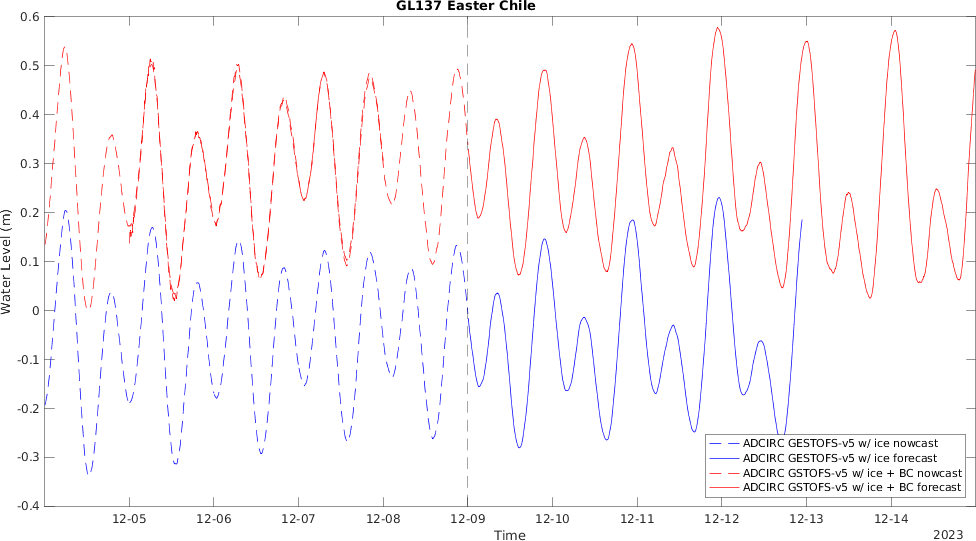 GL137 Easter Chile
0.6
0.5
0.4
0.3
0.2
0.1
0
-0.1
-0.2
-0.3
-0.4
Water Level (m)
ADCIRC GESTOFS-v5 w/ ice nowcast
ADCIRC GESTOFS-v5 w/ ice forecast
ADCIRC GSTOFS-v5 w/ ice + BC nowcast
ADCIRC GSTOFS-v5 w/ ice + BC forecast
12-05 12-06 12-07 12-08 12-09 12-10 12-11 12-12 12-13 12-14
Time
2023